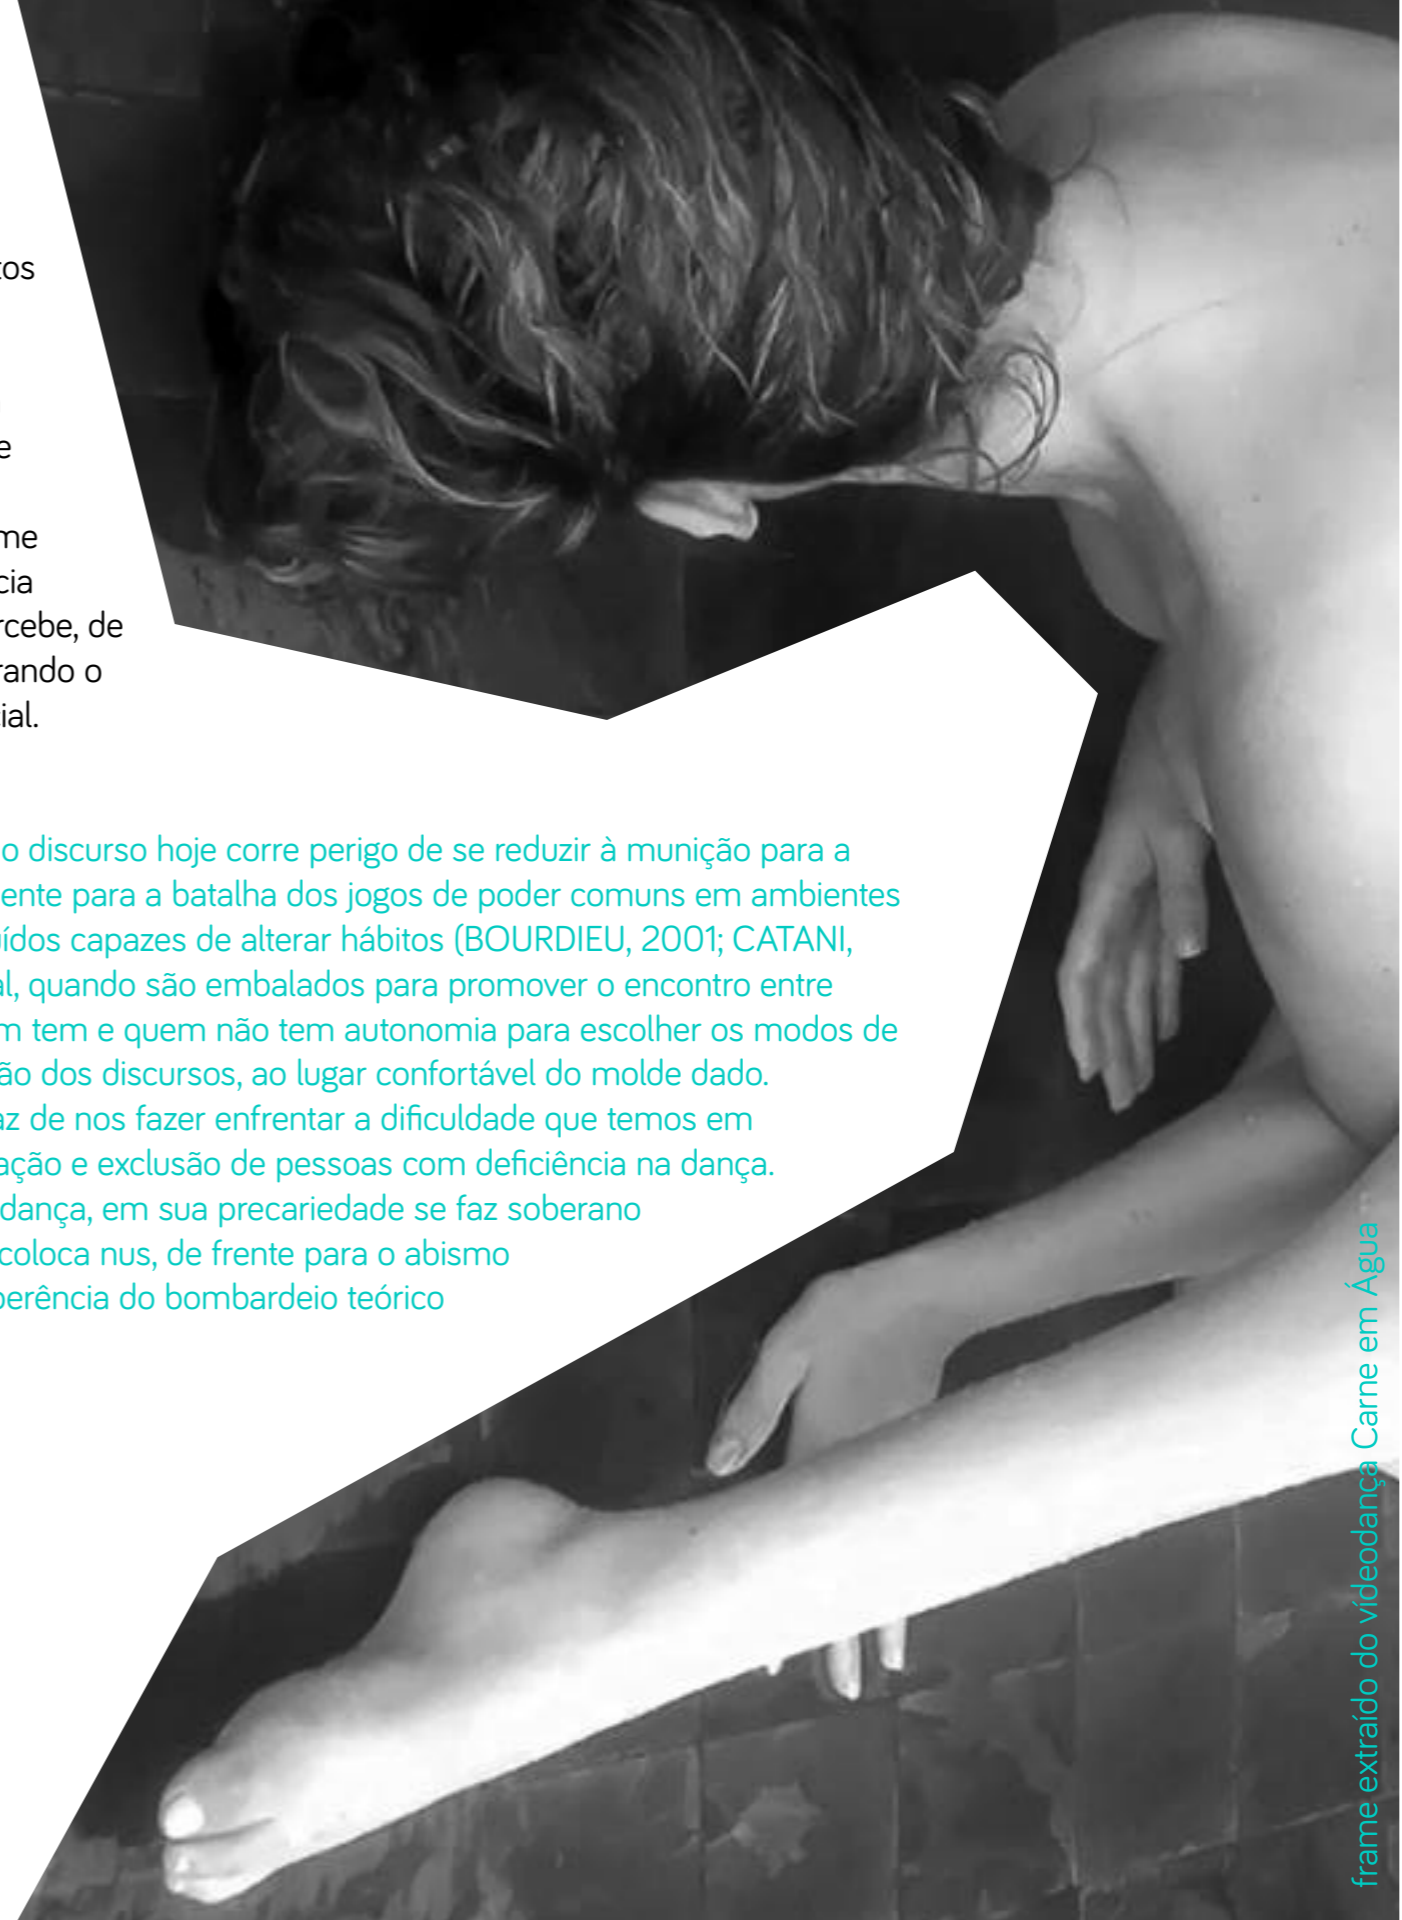 tos
e
me
cia
rcebe, de
rando o
ial.
o discurso hoje corre perigo de se reduzir à munição para a
ente para a batalha dos jogos de poder comuns em ambientes
uídos capazes de alterar hábitos (BOURDIEU, 2001; CATANI,
al, quando são embalados para promover o encontro entre
m tem e quem não tem autonomia para escolher os modos de
ão dos discursos, ao lugar confortável do molde dado.
az de nos fazer enfrentar a dificuldade que temos em
ação e exclusão de pessoas com deficiência na dança.
dança, em sua precariedade se faz soberano
coloca nus, de frente para o abismo
perência do bombardeio teórico
frame extraído do vídeodança Carne em Água